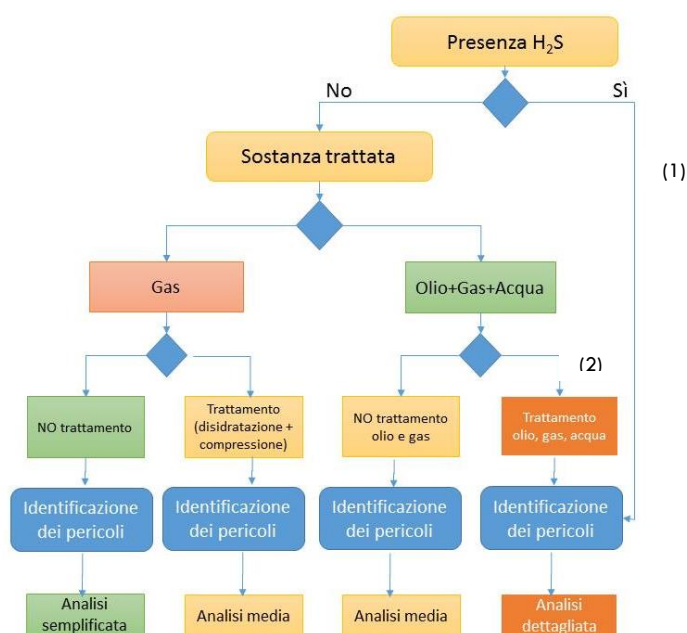 Presenza H₂S
No
Sì
Sostanza trattata
(1)
Gas
Olio+Gas+Acqua
(2)
NO trattamento
Trattamento
(disidratazione +
compressione)
NO trattamento
olio e gas
Trattamento
olio, gas, acqua
Identificazione
dei pericoli
Identificazione
dei pericoli
Identificazione
dei pericoli
Identificazione
dei pericoli
Analisi
semplificata
Analisi media
Analisi media
Analisi
dettagliata